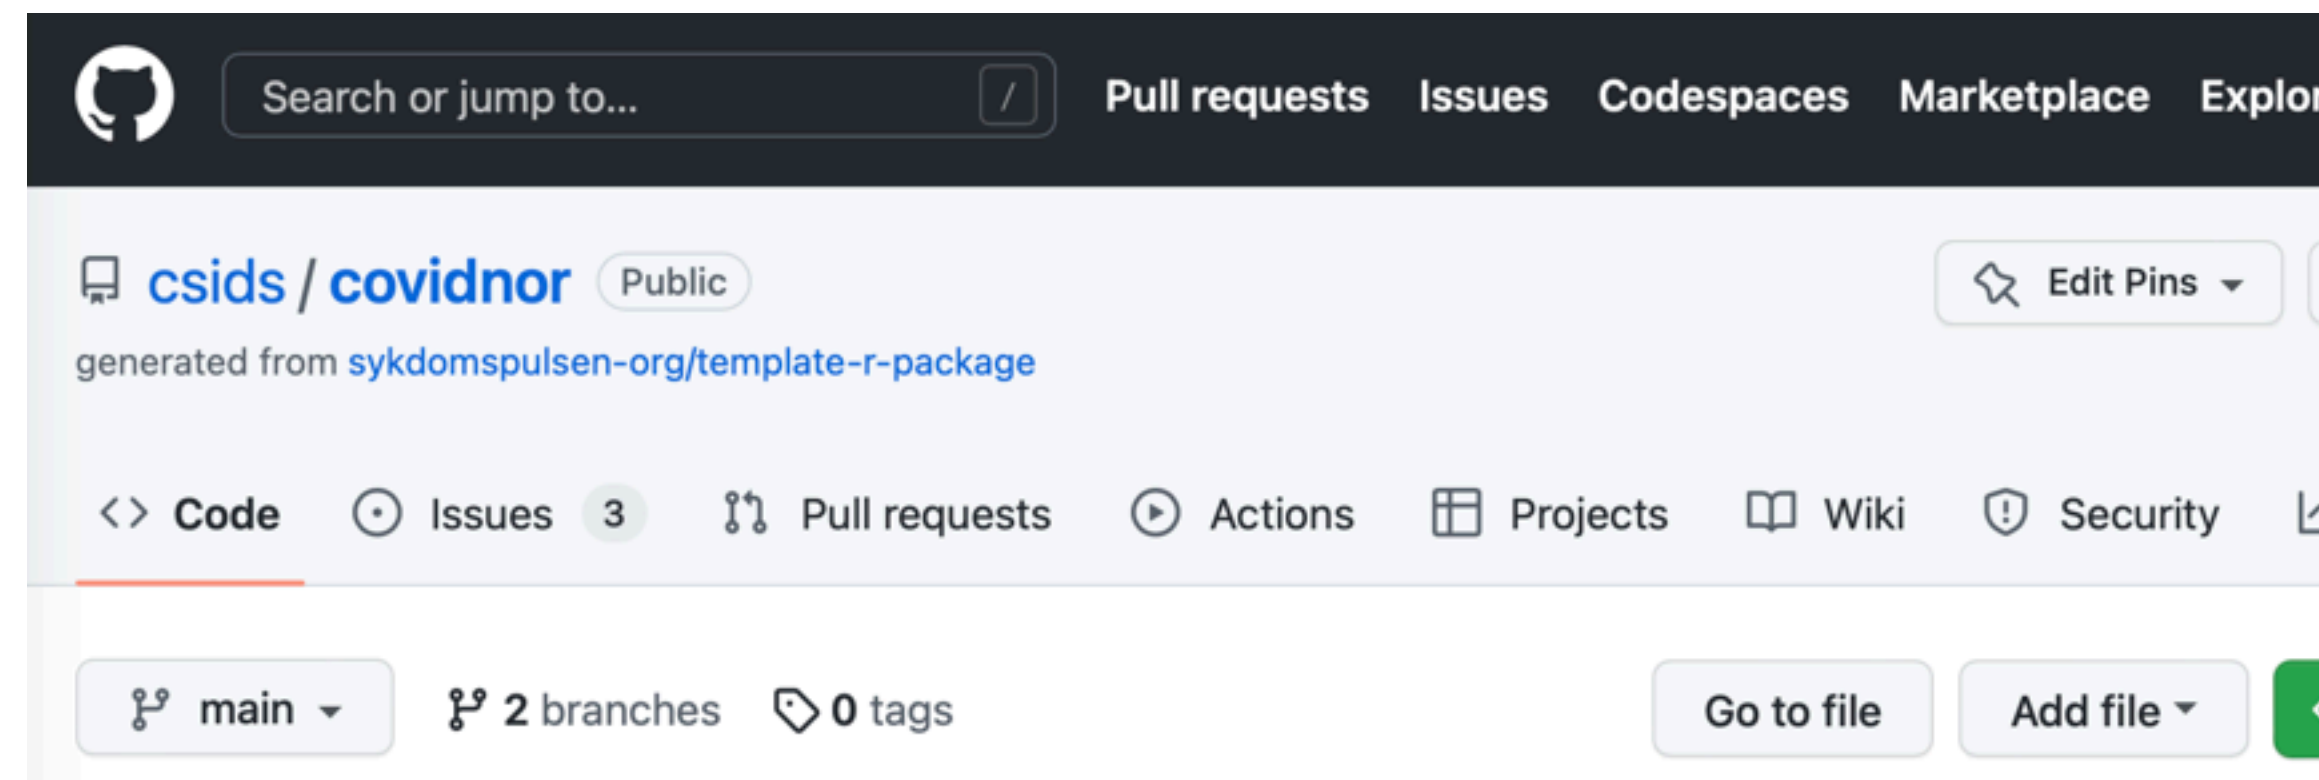 Search or jump to... / Pull requests Issues Codespaces Marketplace Explor
csids / covidnor Public Edit Pins
generated from sykdomspulsen-org/template-r-package
Code Issues 3 Pull requests Actions Projects Wiki Security
main 2 branches 0 tags Go to file Add file